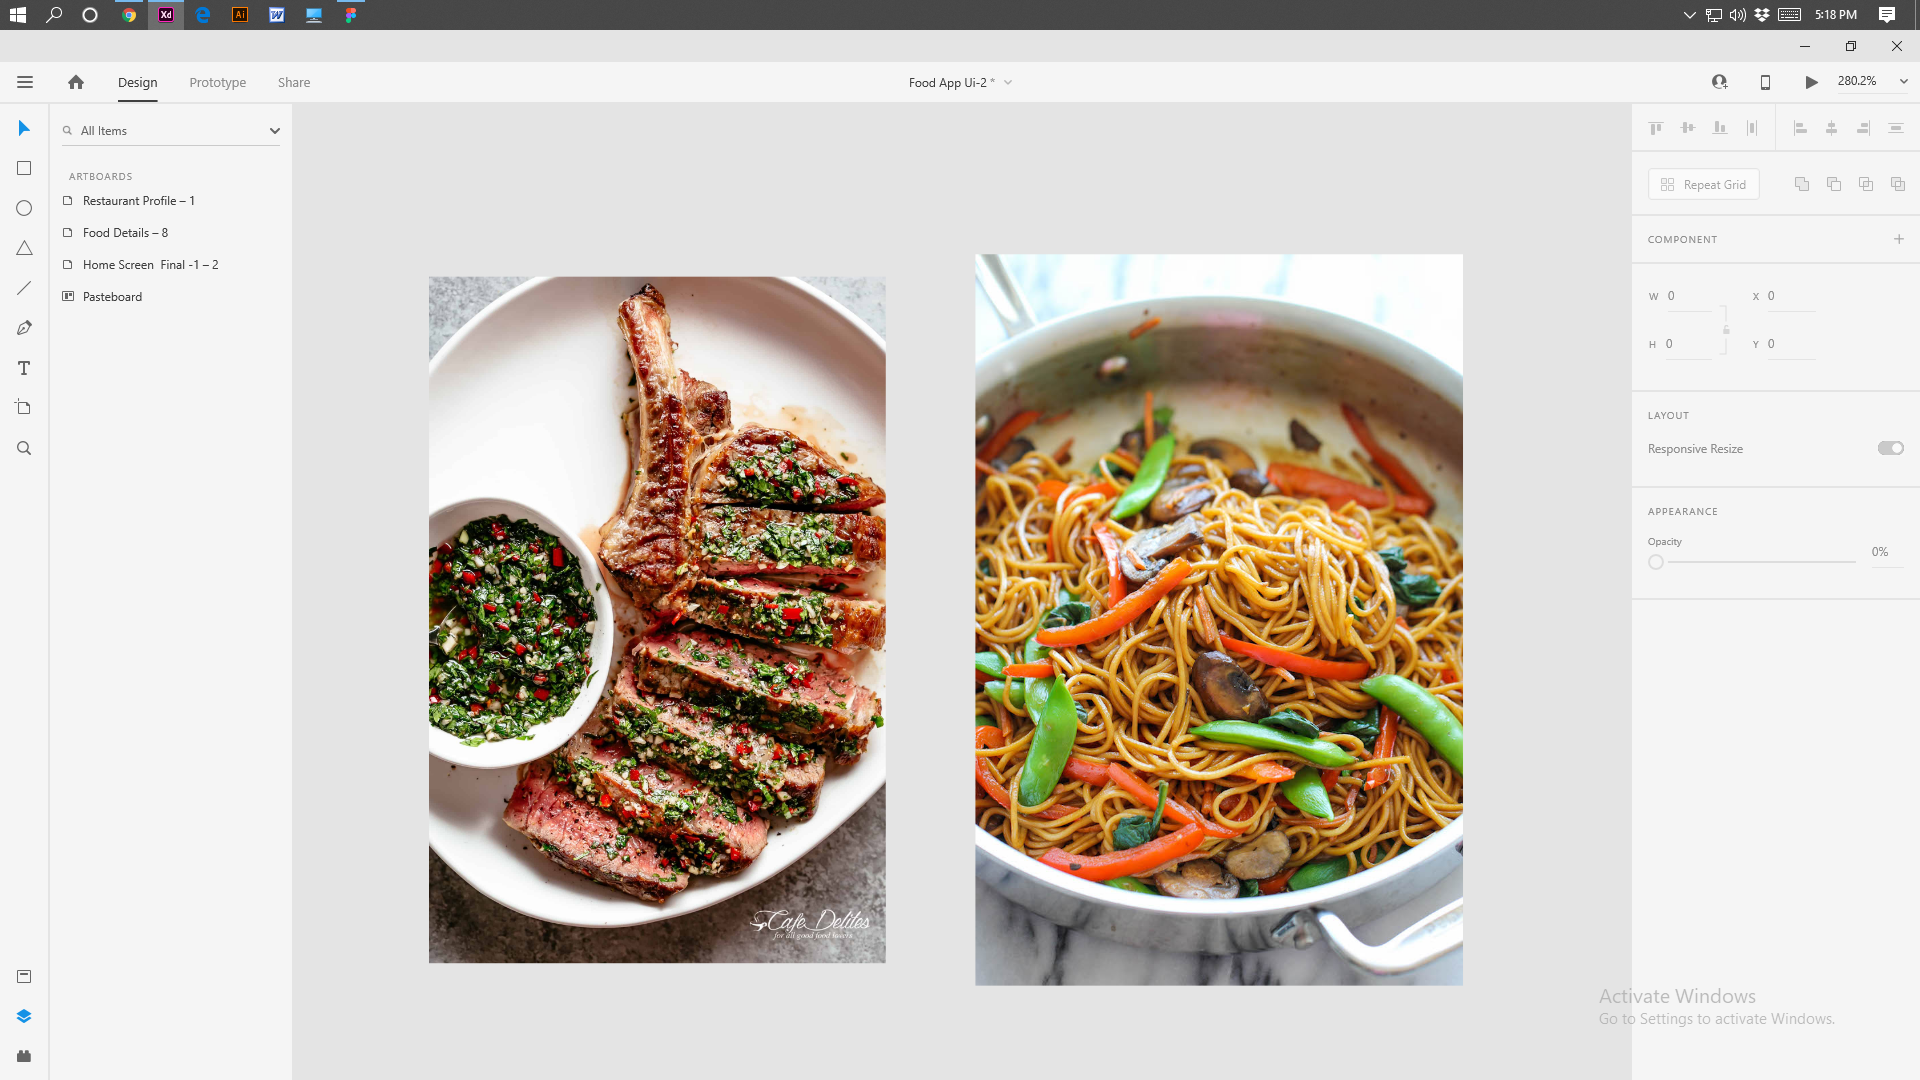 5:18 PM
Design
Prototype
Share
Food App Ui-2 *
280.2%
All Items
ARTBOARDS
Restaurant Profile – 1
Food Details – 8
Home Screen  Final -1 – 2
Pasteboard
Cafe Delites
for all good food lovers
Repeat Grid
COMPONENT
W 0
X 0
H 0
Y 0
LAYOUT
Responsive Resize
APPEARANCE
Opacity
0%
Activate Windows
Go to Settings to activate Windows.